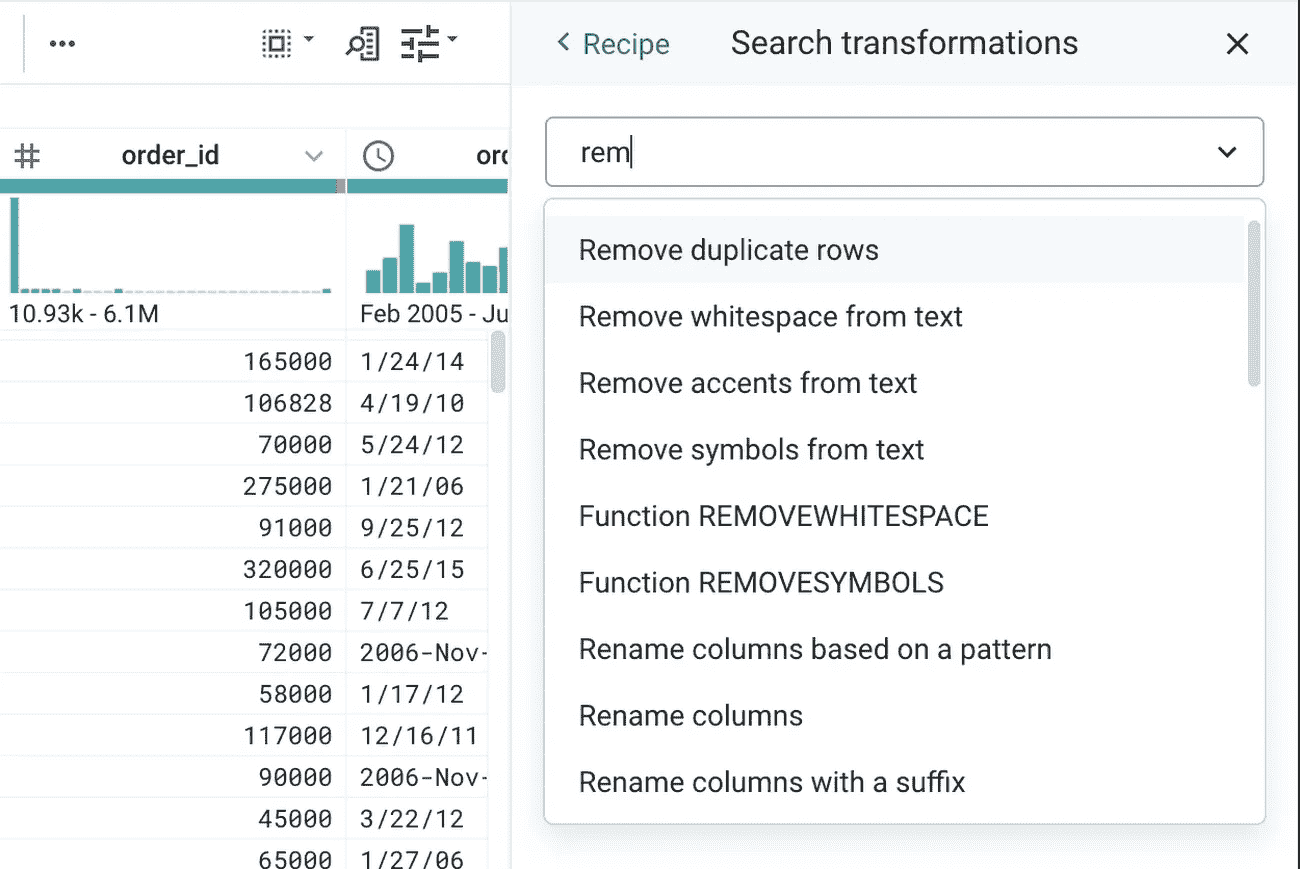 Recipe
Search transformations
order_id
rem
10.93k - 6.1M
Feb 2005 -
165000 1/24/14
106828 4/19/10
70000 5/24/12
275000 1/21/06
91000 9/25/12
320000 6/25/15
105000 7/7/12
72000 2006-Nov-
58000 1/17/12
117000 12/16/11
90000 2006-Nov-
45000 3/22/12
65000 1/27/06
Remove duplicate rows
Remove whitespace from text
Remove accents from text
Remove symbols from text
Function REMOVEWHITESPACE
Function REMOVESYMBOLS
Rename columns based on a pattern
Rename columns
Rename columns with a suffix